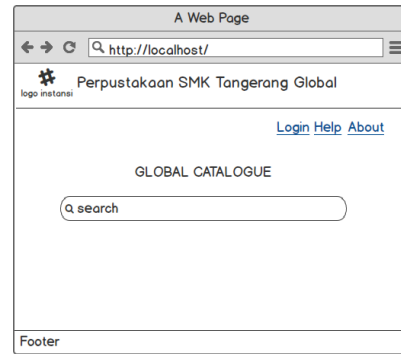 A Web Page
http://localhost/
logo instansi
Perpustakaan SMK Tangerang Global
Login Help About
GLOBAL CATALOGUE
search
Footer